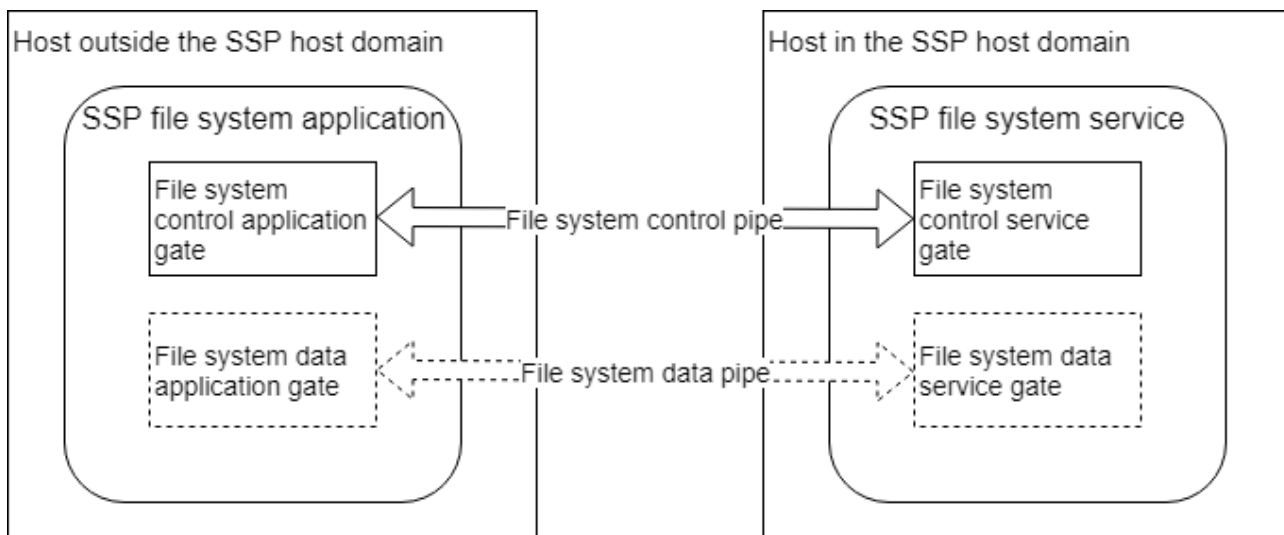 Host outside the SSP host domain
SSP file system application
File system
control application
gate
File system data
application gate
File system control pipe
File system data pipe
Host in the SSP host domain
SSP file system service
File system
control service
gate
File system data
service gate